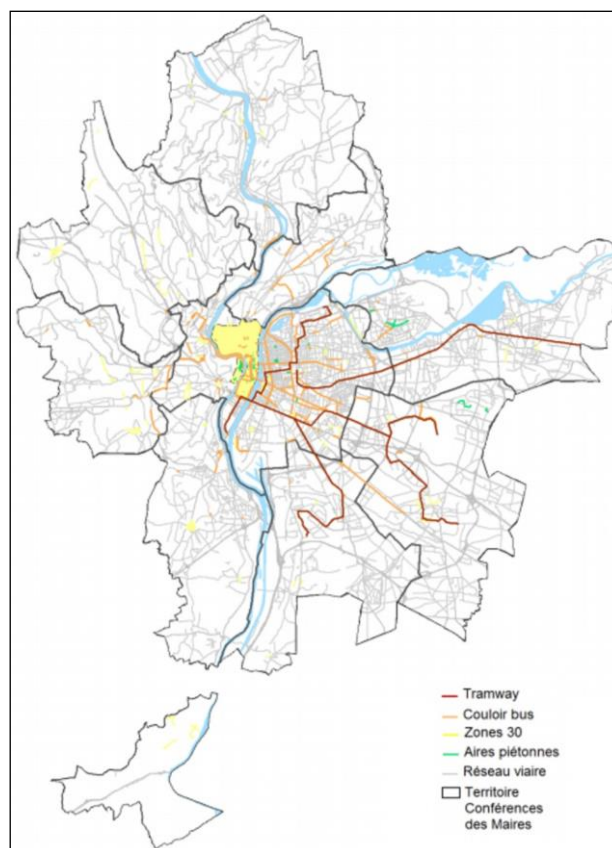 Tramway
Couloir bus
Zones 30
Aires piétonnes
Réseau viaire
Territoire
Conférences
des Maires